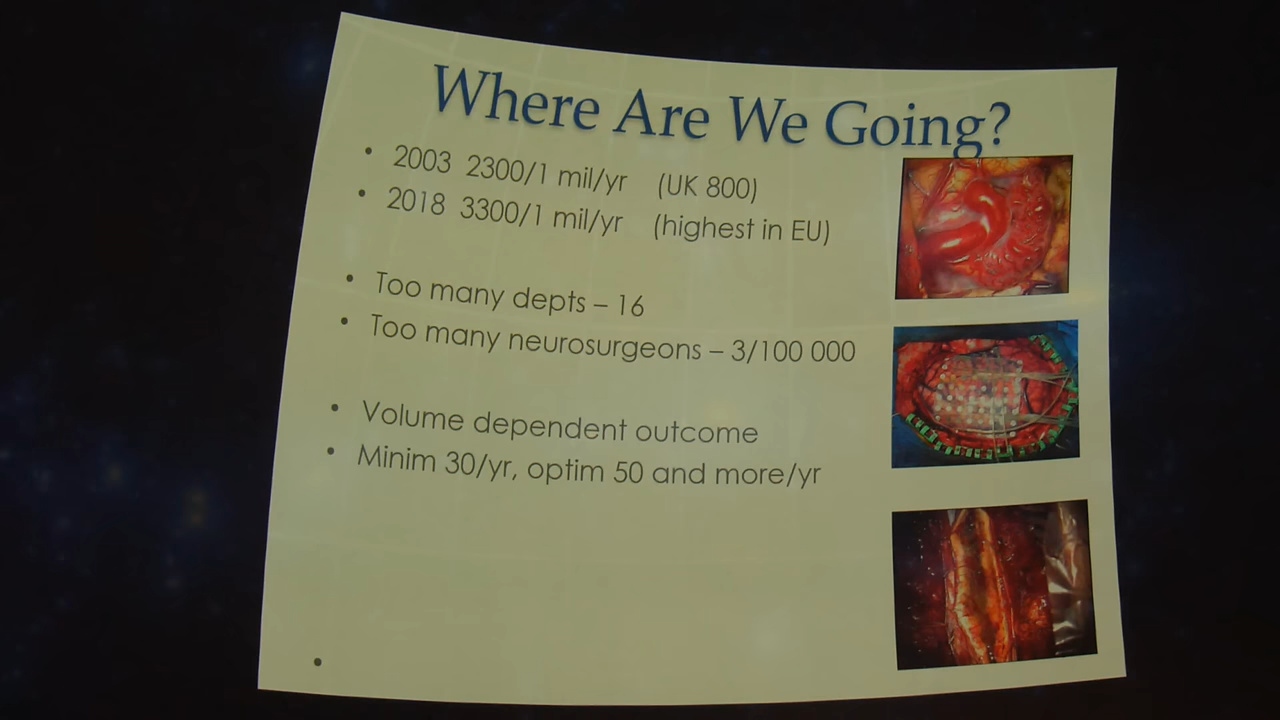 Where Are We Going?
• 2003 2300/1 mil/yr (UK 800)
• 2018 3300/1 mil/yr (highest in EU)
• Too many depts – 16
• Too many neurosurgeons – 3/100 000
• Volume dependent outcome
• Minim 30/yr, optim 50 and more/yr
•